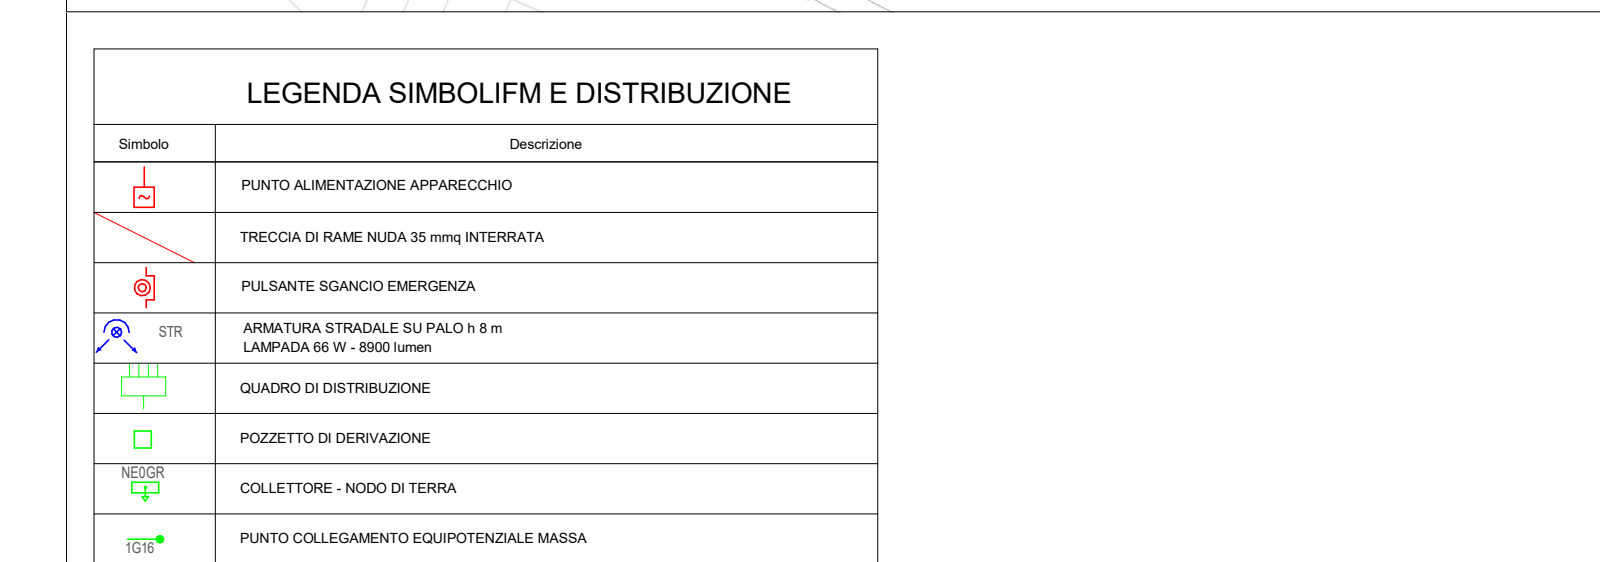 LEGENDA SIMBOLIFM E DISTRIBUZIONE
Simbolo Descrizione
~ PUNTO ALIMENTAZIONE APPARECCHIO
TRECCIA DI RAME NUDA 35 mmq INTERRATA
PULSANTE SGANCIO EMERGENZA
STR ARMATURA STRADALE SU PALO h 8 m
LAMPADA 66 W - 8900 lumen
QUADRO DI DISTRIBUZIONE
POZZETTO DI DERIVAZIONE
NE0GR
COLLETTORE - NODO DI TERRA
PUNTO COLLEGAMENTO EQUIPOTENZIALE MASSA
1G16